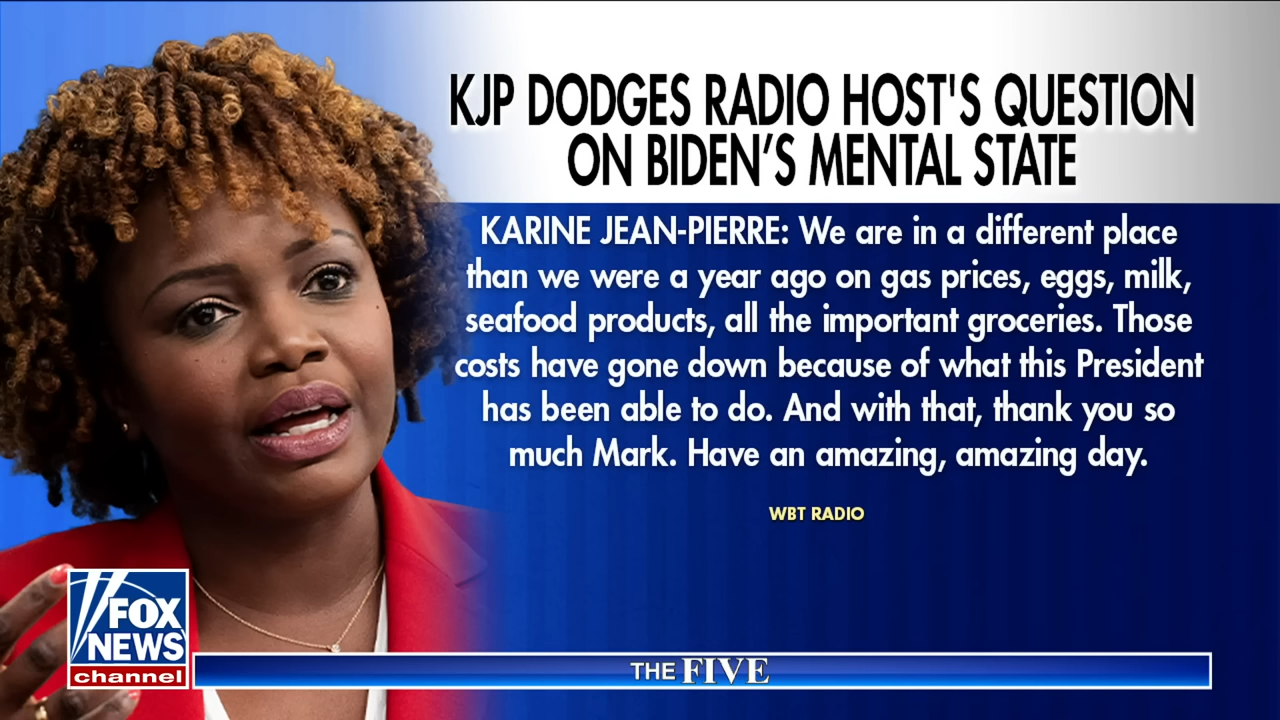 KJP DODGES RADIO HOST'S QUESTION
ON BIDEN’S MENTAL STATE
KARINE JEAN-PIERRE: We are in a different place
than we were a year ago on gas prices, eggs, milk,
seafood products, all the important groceries. Those
costs have gone down because of what this President
has been able to do. And with that, thank you so
much Mark. Have an amazing, amazing day.
WBT RADIO
FOX
NEWS
channel
THE FIVE